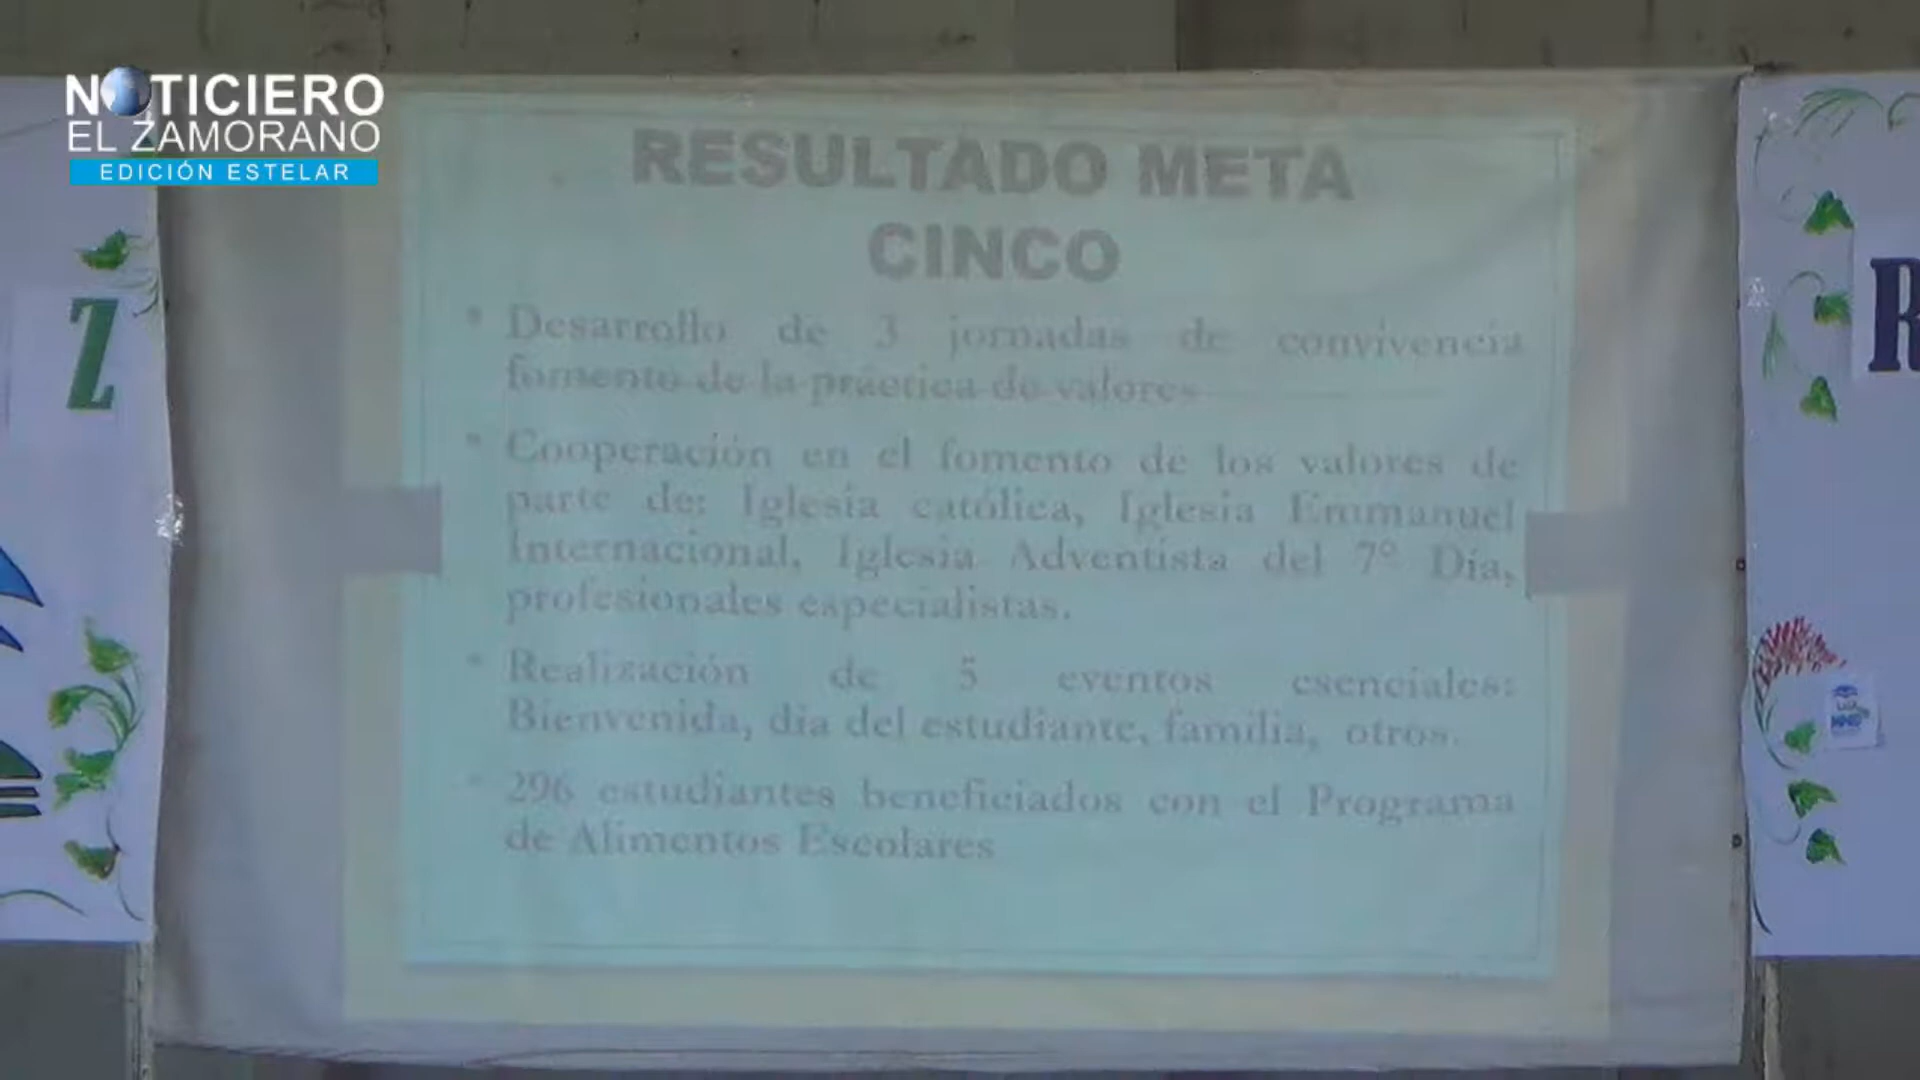 NOTICIERO
EL ZAMORANO
EDICIÓN ESTELAR
Z
R
RESULTADO META
CINCO
• Desarrollo de 3 jornadas de convivencia
fomento de la práctica de valores
• Cooperación en el fomento de los valores de
parte de: Iglesia católica, Iglesia Emmanuel
Internacional, Iglesia Adventista del 7° Día,
profesionales especialistas.
• Realización de 5 eventos esenciales:
Bienvenida, dia del estudiante, familia, otros.
• 296 estudiantes beneficiados con el Programa
de Alimentos Escolares